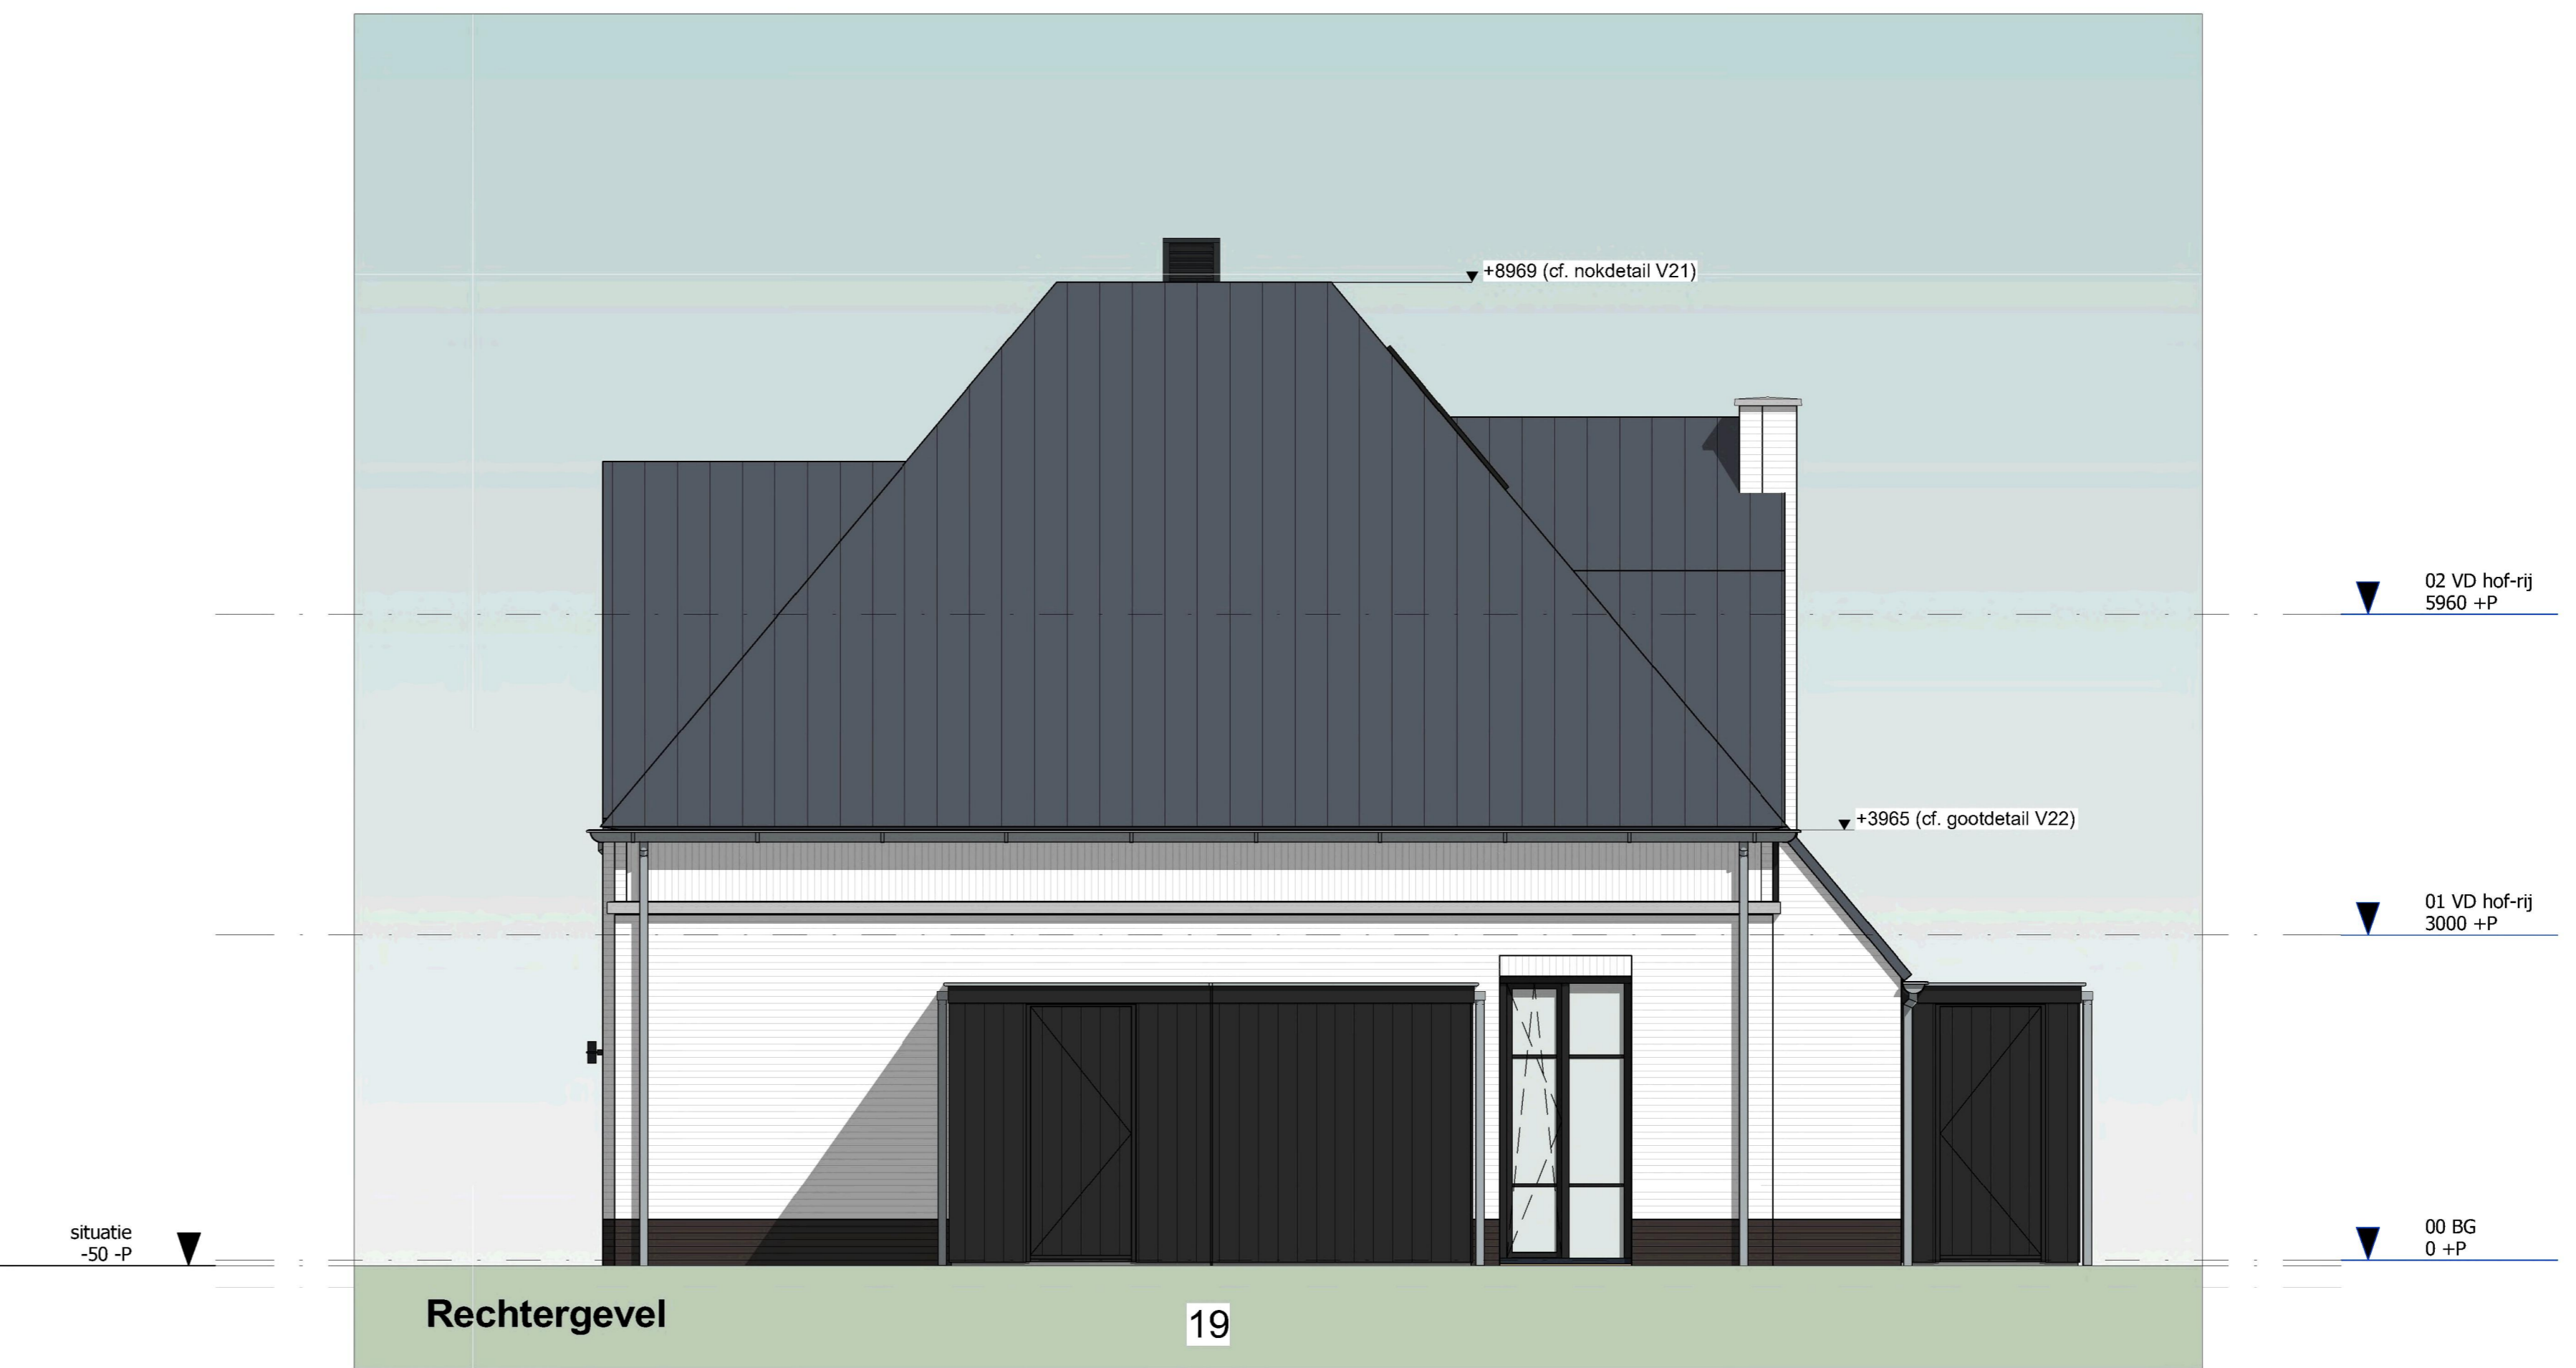 +8969 (cf. nokdetail V21)
02 VD hof-rij
5960 +P
+3965 (cf. gootdetail V22)
01 VD hof-rij
3000 +P
situatie
-50 -P
00 BG
0 +P
Rechtergevel
19